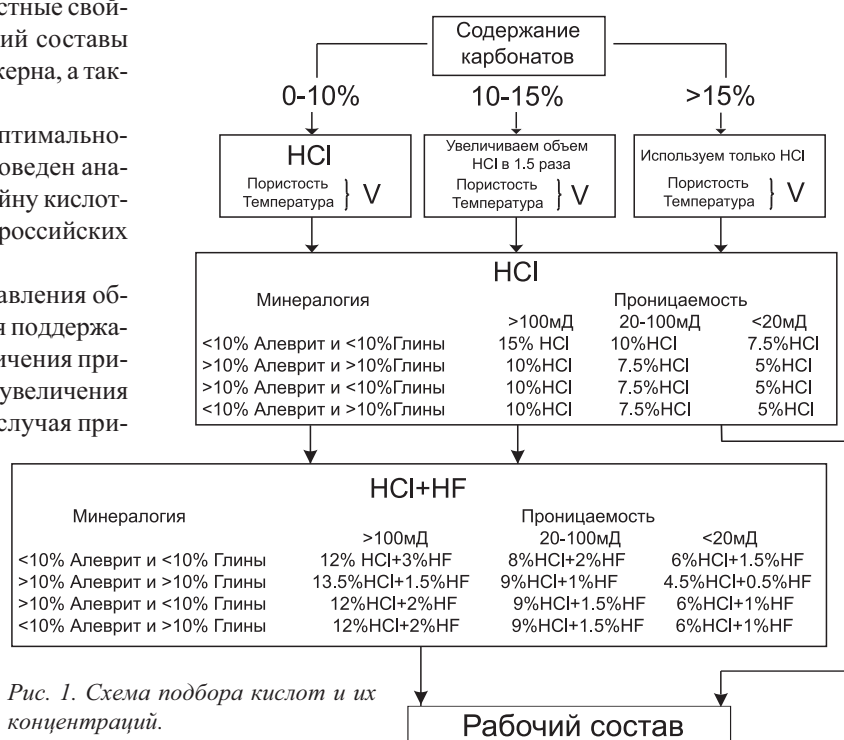 стные свой-
ий составы
керна, а так-
птимально-
оведен ана-
йну кислот-
российских
авления об-
я поддержа-
ичения при-
увеличения
случая при-
Содержание
карбонатов
0-10% 10-15% >15%
HCl
Пористость
Температура } V
Увеличиваем объем
HCl в 1.5 раза
Пористость
Температура } V
Используем только HCl
Пористость
Температура } V
HCl
Минералогия Проницаемость
>100мД 20-100мД <20мД
<10% Алеврит и <10%Глины 15% HCl 10%HCl 7.5%HCl
>10% Алеврит и >10%Глины 10%HCl 7.5%HCl 5%HCl
>10% Алеврит и <10%Глины 10%HCl 7.5%HCl 5%HCl
<10% Алеврит и >10%Глины 10%HCl 7.5%HCl 5%HCl
HCl+HF
Минералогия Проницаемость
>100мД 20-100мД <20мД
<10% Алеврит и <10% Глины 12% HCl+3%HF 8%HCl+2%HF 6%HCl+1.5%HF
>10% Алеврит и >10% Глины 13.5%HCl+1.5%HF 9%HCl+1%HF 4.5%HCl+0.5%HF
>10% Алеврит и <10% Глины 12%HCl+2%HF 9%HCl+1.5%HF 6%HCl+1%HF
<10% Алеврит и >10% Глины 12%HCl+2%HF 9%HCl+1.5%HF 6%HCl+1%HF
Рис. 1. Схема подбора кислот и их
концентраций.
Рабочий состав